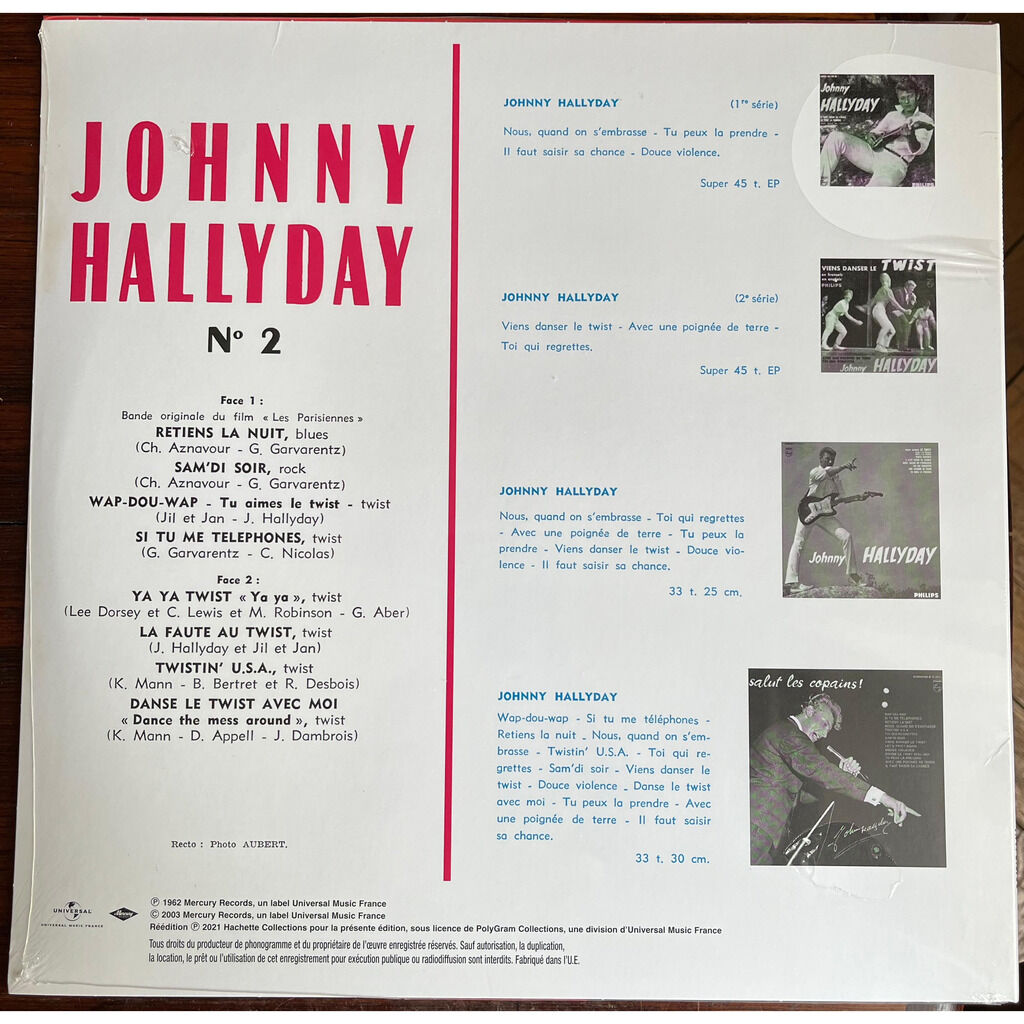 JOHNNY
HALLYDAY
Nº 2
Face 1 :
Bande originale du film « Les Parisiennes »
RETIENS LA NUIT, blues
(Ch. Aznavour - G. Garvarentz)
SAM'DI SOIR, rock
(Ch. Aznavour - G. Garvarentz)
WAP-DOU-WAP - Tu aimes le twist - twist
(Jil et Jan - J. Hallyday)
SI TU ME TELEPHONES, twist
(G. Garvarentz - C. Nicolas)
Face 2 :
YA YA TWIST « Ya ya », twist
(Lee Dorsey et C. Lewis et M. Robinson - G. Aber)
LA FAUTE AU TWIST, twist
(J. Hallyday et Jil et Jan)
TWISTIN' U.S.A., twist
(K. Mann - B. Bertret et R. Desbois)
DANSE LE TWIST AVEC MOI
« Dance the mess around », twist
(K. Mann - D. Appell - J. Dambrois)
Recto : Photo AUBERT.
JOHNNY HALLYDAY (1re série)
Nous, quand on s'embrasse - Tu peux la prendre -
Il faut saisir sa chance - Douce violence.
Super 45 t. EP
Johnny
HALLYDAY
PHILIPS
JOHNNY HALLYDAY (2e série)
Viens danser le twist - Avec une poignée de terre -
Toi qui regrettes.
Super 45 t. EP
VIENS DANSER LE TWIST
en français
en anglais
PHILIPS
Johnny HALLYDAY
JOHNNY HALLYDAY
Nous, quand on s'embrasse - Toi qui regrettes
- Avec une poignée de terre - Tu peux la
prendre - Viens danser le twist - Douce vio-
lence - Il faut saisir sa chance.
33 t. 25 cm.
Johnny HALLYDAY
PHILIPS
JOHNNY HALLYDAY
Wap-dou-wap - Si tu me téléphones -
Retiens la nuit - Nous, quand on s'em-
brasse - Twistin' U.S.A. - Toi qui re-
grettes - Sam'di soir - Viens danser le
twist - Douce violence - Danse le twist
avec moi - Tu peux la prendre - Avec
une poignée de terre - Il faut saisir
sa chance.
33 t. 30 cm.
salut les copains!
Johnny Hallyday
UNIVERSAL
UNIVERSAL MUSIC FRANCE
Mercury
℗ 1962 Mercury Records, un label Universal Music France
© 2003 Mercury Records, un label Universal Music France
Réédition ℗ 2021 Hachette Collections pour la présente édition, sous licence de PolyGram Collections, une division d'Universal Music France
Tous droits du producteur de phonogramme et du propriétaire de l'œuvre enregistrée réservés. Sauf autorisation, la duplication,
la location, le prêt ou l'utilisation de cet enregistrement pour exécution publique ou radiodiffusion sont interdits. Fabriqué dans l'U.E.